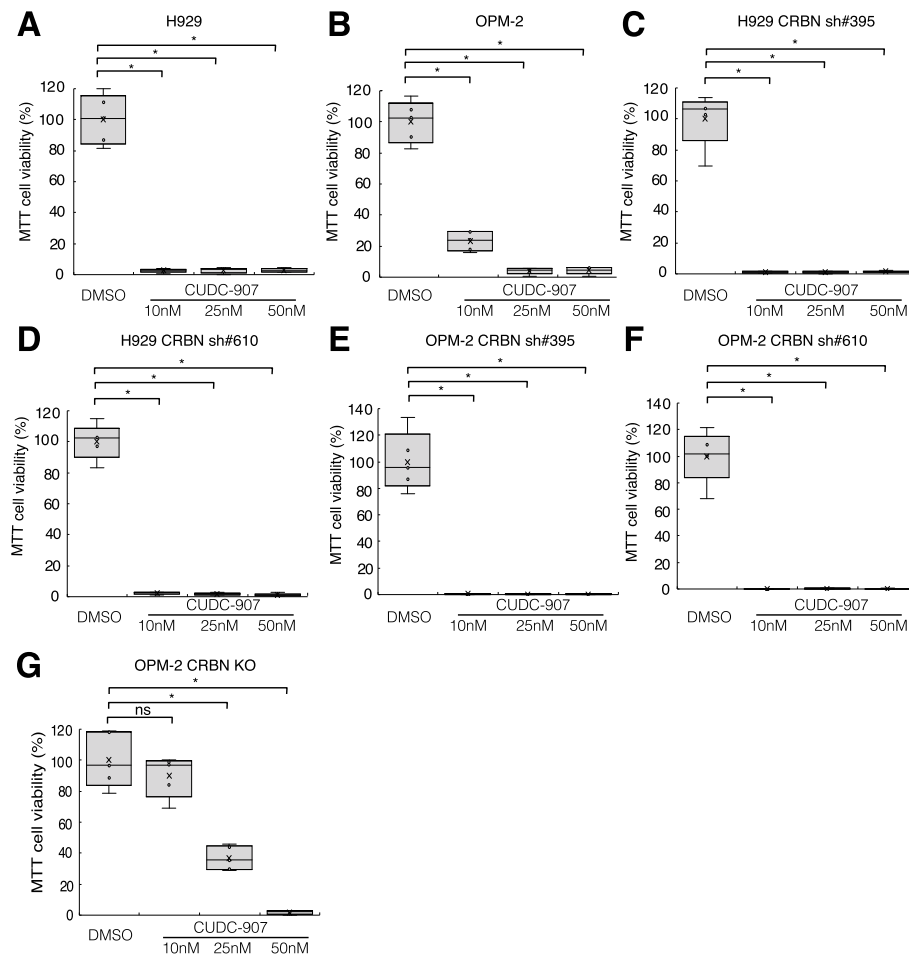 A
H929
*
*
*
MTT cell viability (%)
120
100
80
60
40
20
0
DMSO
CUDC-907
10nM 25nM 50nM
B
OPM-2
*
*
*
MTT cell viability (%)
120
100
80
60
40
20
0
DMSO
CUDC-907
10nM 25nM 50nM
C
H929 CRBN sh#395
*
*
*
MTT cell viability (%)
120
100
80
60
40
20
0
DMSO
CUDC-907
10nM 25nM 50nM
D
H929 CRBN sh#610
*
*
*
MTT cell viability (%)
120
100
80
60
40
20
0
DMSO
CUDC-907
10nM 25nM 50nM
E
OPM-2 CRBN sh#395
*
*
*
MTT cell viability (%)
140
120
100
80
60
40
20
0
DMSO
CUDC-907
10nM 25nM 50nM
F
OPM-2 CRBN sh#610
*
*
*
MTT cell viability (%)
140
120
100
80
60
40
20
0
DMSO
CUDC-907
10nM 25nM 50nM
G
OPM-2 CRBN KO
*
*
ns
MTT cell viability (%)
120
100
80
60
40
20
0
DMSO
CUDC-907
10nM 25nM 50nM